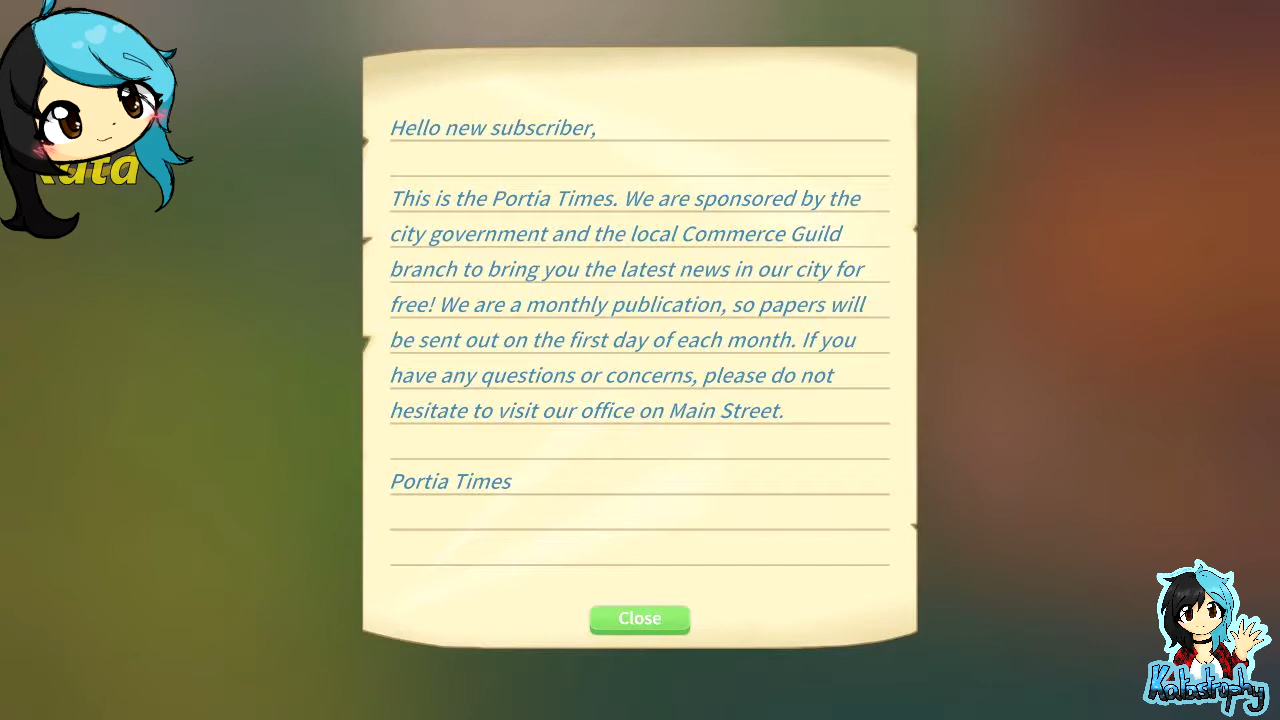 Hello new subscriber,
This is the Portia Times. We are sponsored by the
city government and the local Commerce Guild
branch to bring you the latest news in our city for
free! We are a monthly publication, so papers will
be sent out on the first day of each month. If you
have any questions or concerns, please do not
hesitate to visit our office on Main Street.
Portia Times
Close
Katastrophy